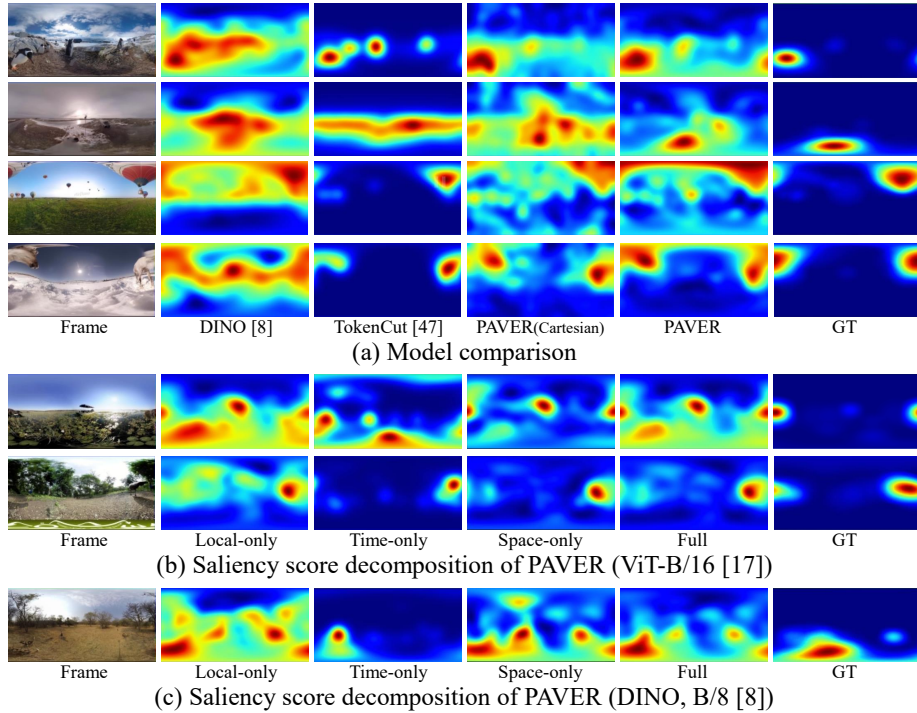 Frame DINO [8] TokenCut [47] PAVER(Cartesian) PAVER GT
(a) Model comparison
Frame Local-only Time-only Space-only Full GT
(b) Saliency score decomposition of PAVER (ViT-B/16 [17])
Frame Local-only Time-only Space-only Full GT
(c) Saliency score decomposition of PAVER (DINO, B/8 [8])